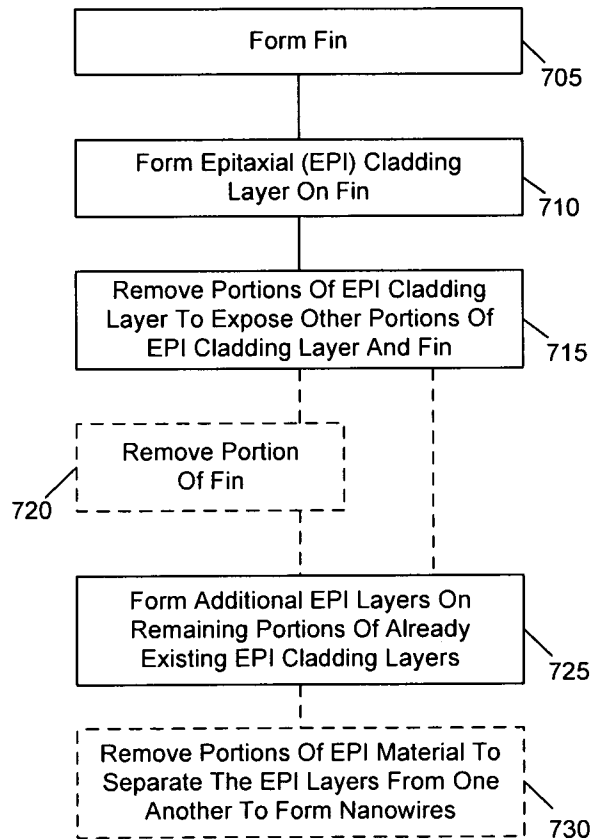 Form Fin
705
Form Epitaxial (EPI) Cladding
Layer On Fin
710
Remove Portions Of EPI Cladding
Layer To Expose Other Portions Of
EPI Cladding Layer And Fin
715
Remove Portion
Of Fin
720
Form Additional EPI Layers On
Remaining Portions Of Already
Existing EPI Cladding Layers
725
Remove Portions Of EPI Material To
Separate The EPI Layers From One
Another To Form Nanowires
730